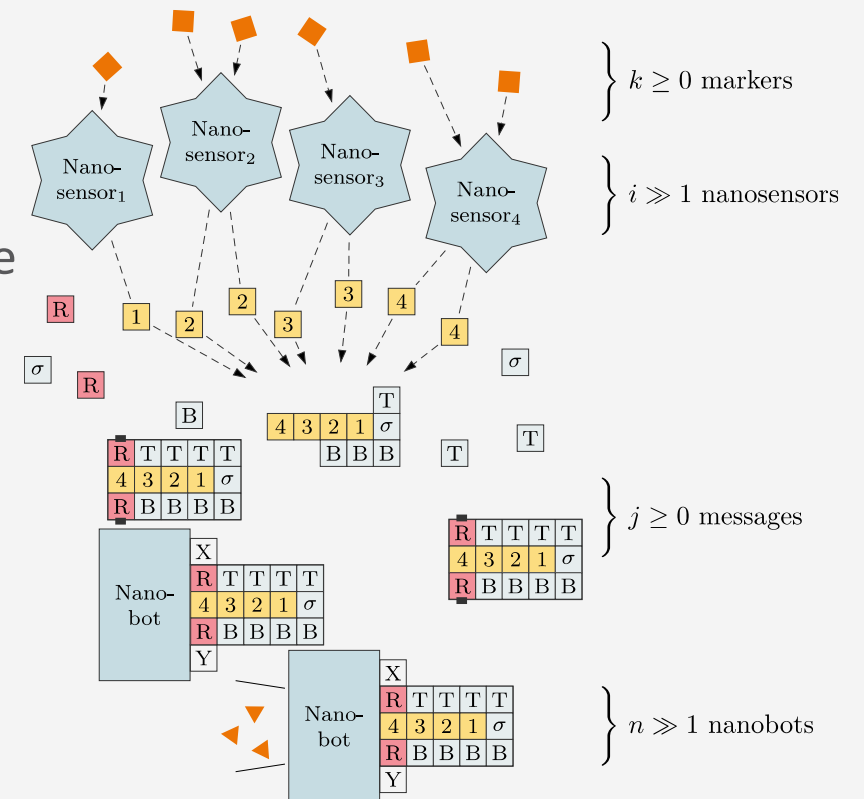 k ≥ 0 markers
Nano-
sensor₁
Nano-
sensor₂
Nano-
sensor₃
Nano-
sensor₄
i ≫ 1 nanosensors
e
R
1
2
2
3
3
4
4
σ
R
B
σ
T
T
T
4 3 2 1 σ
B B B
R T T T T
4 3 2 1 σ
R B B B B
R T T T T
4 3 2 1 σ
R B B B B
j ≥ 0 messages
Nano-
bot
X
R T T T T
4 3 2 1 σ
R B B B B
Y
Nano-
bot
X
R T T T T
4 3 2 1 σ
R B B B B
Y
n ≫ 1 nanobots